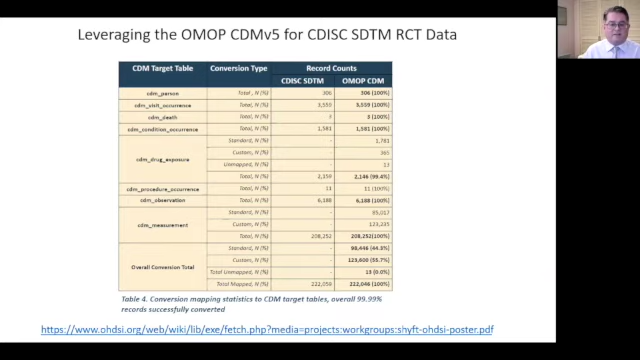 Leveraging the OMOP CDMv5 for CDISC SDTM RCT Data
CDM Target Table Conversion Type Record Counts
CDISC SDTM OMOP CDM
cdm_person Total, N (%) 306 306 (100%)
cdm_visit_occurrence Total, N (%) 3,559 3,559 (100%)
cdm_death Total, N (%) 3 3 (100%)
cdm_condition_occurrence Total, N (%) 1,581 1,581 (100%)
cdm_drug_exposure
Standard, N (%) - 1,781
Custom, N (%) - 365
Unmapped, N (%) - 13
Total, N (%) 2,159 2,146 (99.4%)
cdm_procedure_occurrence Total, N (%) 11 11 (100%)
cdm_observation Total, N (%) 6,188 6,188 (100%)
cdm_measurement
Standard, N (%) - 85,017
Custom, N (%) - 123,235
Total, N (%) 208,252 208,252(100%)
Overall Conversion Total
Standard, N (%) - 98,446 (44.3%)
Custom, N (%) - 123,600 (55.7%)
Total Unmapped, N (%) - 13 (0.0%)
Total Mapped, N (%) 222,059 222,046 (100%)
Table 4. Conversion mapping statistics to CDM target tables, overall 99.99%
records successfully converted
https://www.ohdsi.org/web/wiki/lib/exe/fetch.php?media=projects:workgroups:shyft-ohdsi-poster.pdf